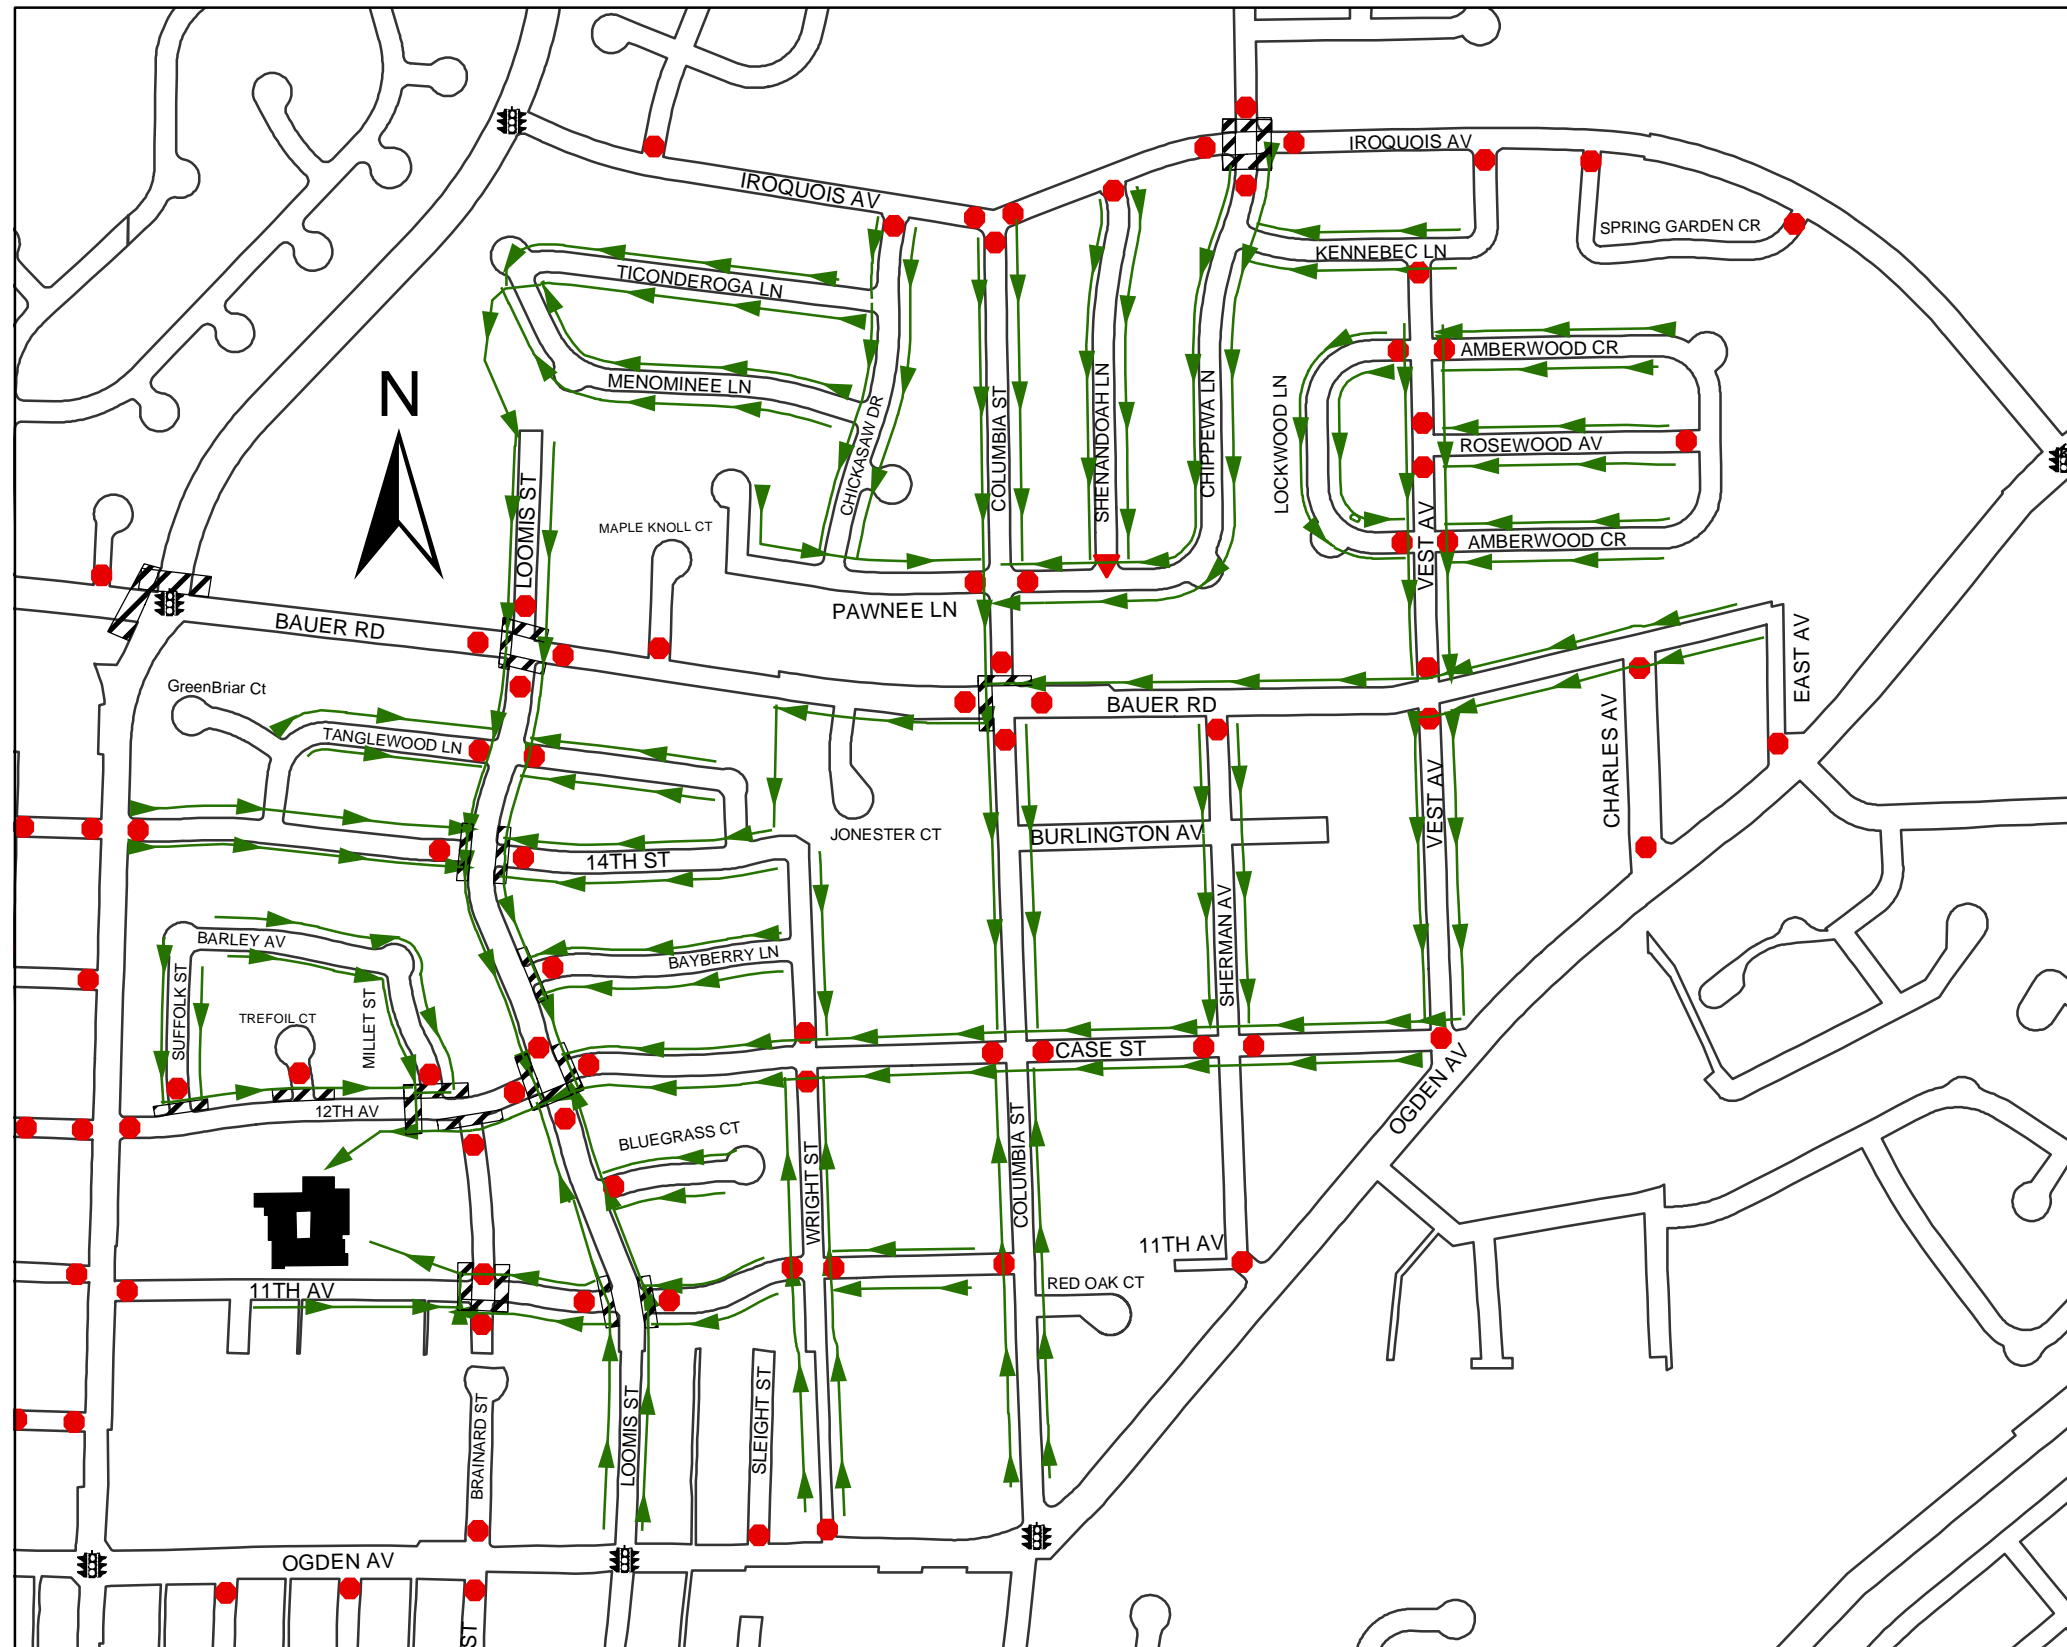 IROQUOIS AV
IROQUOIS AV
SPRING GARDEN CR
KENNEBEC LN
TICONDEROGA LN
AMBERWOOD CR
MENOMINEE LN
N
LOCKWOOD LN
CHICKASAW DR
COLUMBIA ST
SHENANDOAH LN
CHIPPEWA LN
ROSEWOOD AV
LOOMIS ST
MAPLE KNOLL CT
VEST AV
AMBERWOOD CR
PAWNEE LN
BAUER RD
EAST AV
GreenBriar Ct
BAUER RD
CHARLES AV
TANGLEWOOD LN
VEST AV
JONESTER CT
BURLINGTON AV
14TH ST
SHERMAN AV
BARLEY AV
BAYBERRY LN
SUFFOLK ST
TREFOIL CT
MILLET ST
CASE ST
OGDEN AV
12TH AV
BLUEGRASS CT
WRIGHT ST
COLUMBIA ST
11TH AV
RED OAK CT
11TH AV
BRAINARD ST
LOOMIS ST
SLEIGHT ST
OGDEN AV
ST